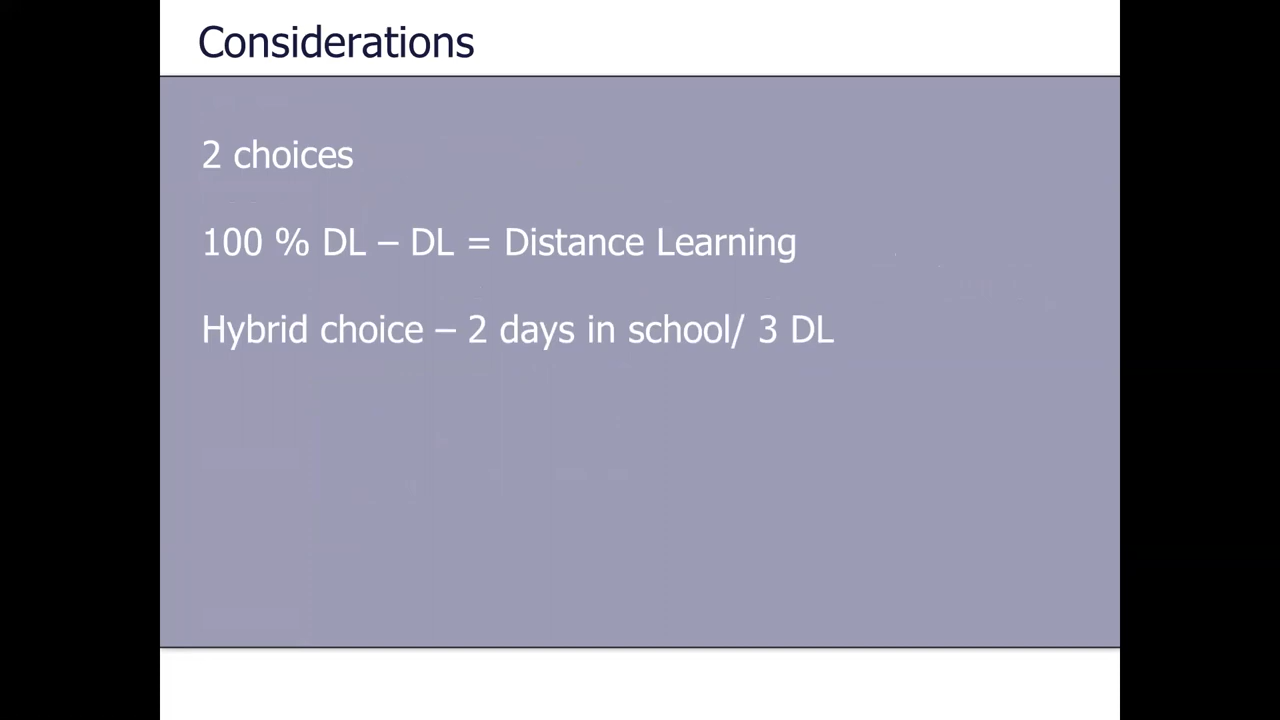 Considerations
2 choices
100 % DL – DL = Distance Learning
Hybrid choice – 2 days in school/ 3 DL